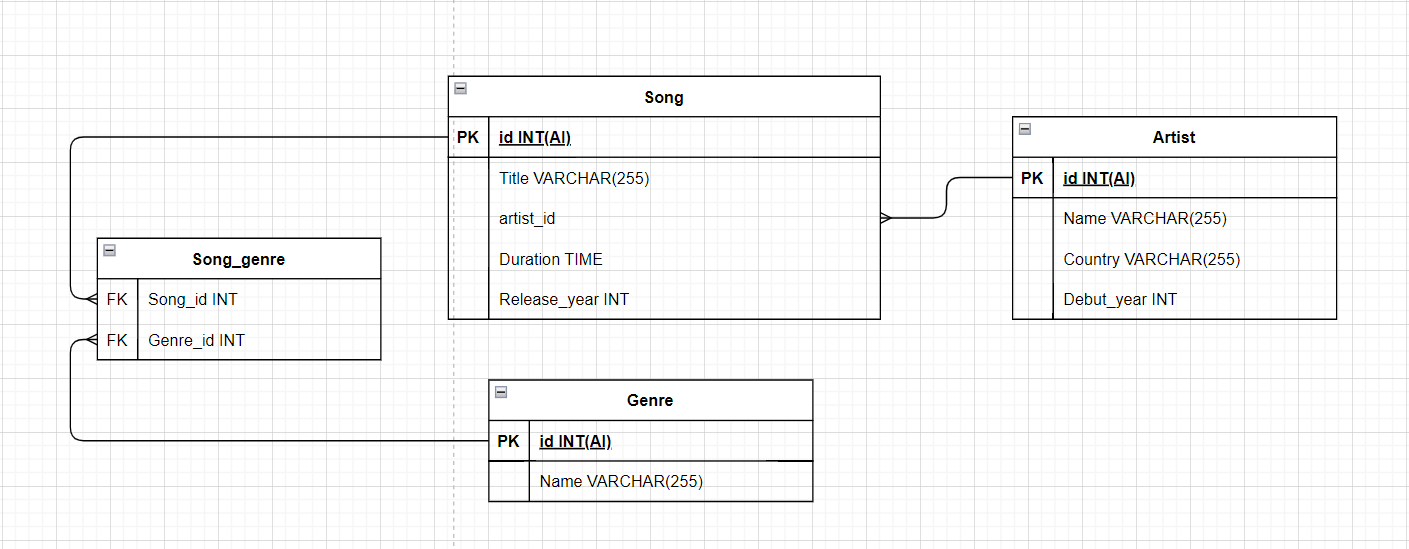 Song
PK id INT(AI)
Title VARCHAR(255)
artist_id
Duration TIME
Release_year INT
Artist
PK id INT(AI)
Name VARCHAR(255)
Country VARCHAR(255)
Debut_year INT
Song_genre
FK Song_id INT
FK Genre_id INT
Genre
PK id INT(AI)
Name VARCHAR(255)